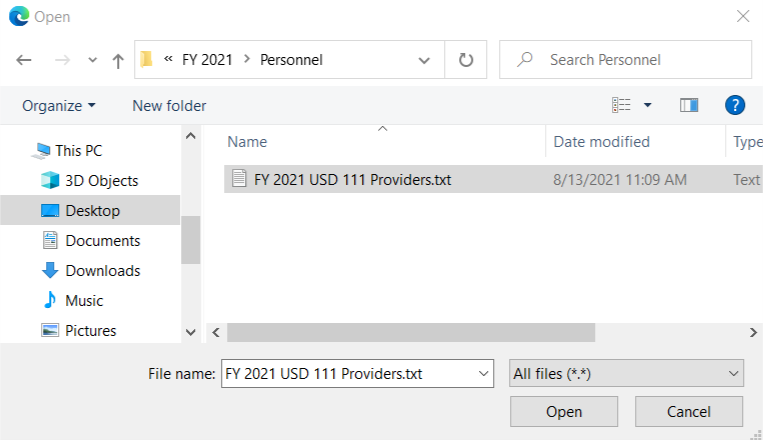 Open
« FY 2021 > Personnel
Search Personnel
Organize
New folder
?
Name
Date modified
Type
This PC
3D Objects
Desktop
Documents
Downloads
Music
Pictures
FY 2021 USD 111 Providers.txt
8/13/2021 11:09 AM
Text
File name:
FY 2021 USD 111 Providers.txt
All files (*.*)
Open
Cancel